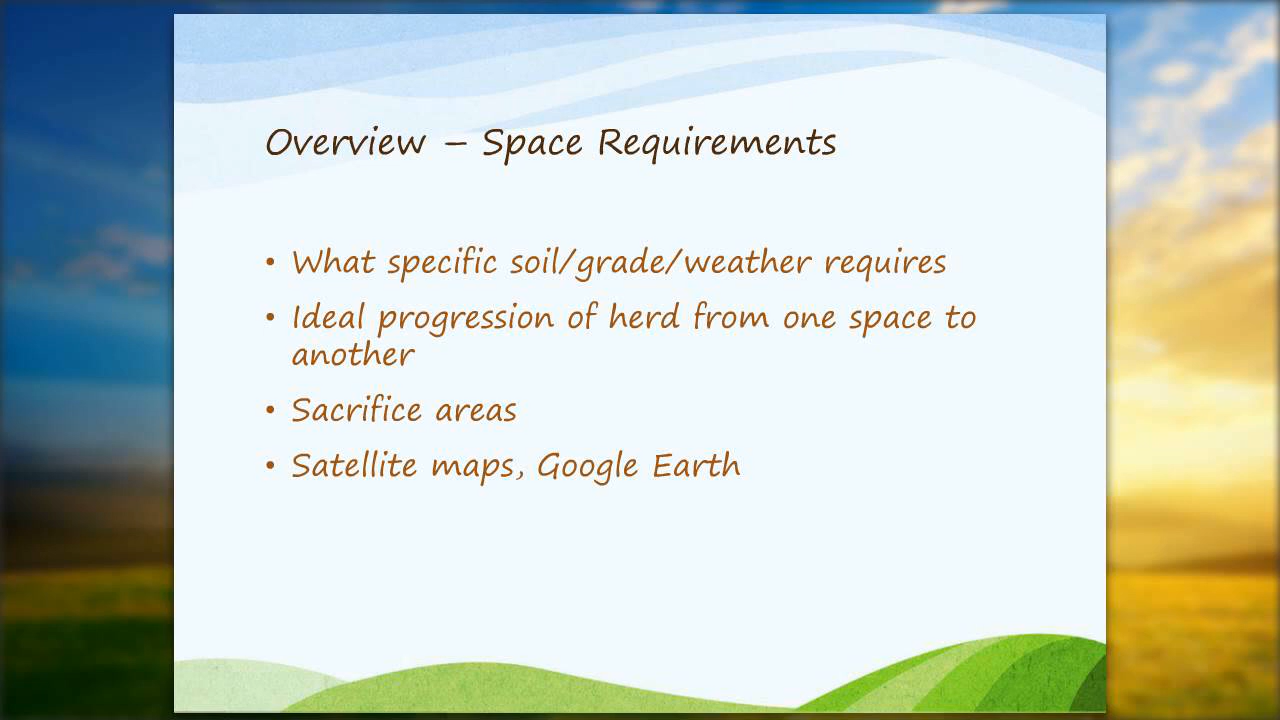 Overview – Space Requirements
• What specific soil/grade/weather requires
• Ideal progression of herd from one space to
another
• Sacrifice areas
• Satellite maps, Google Earth